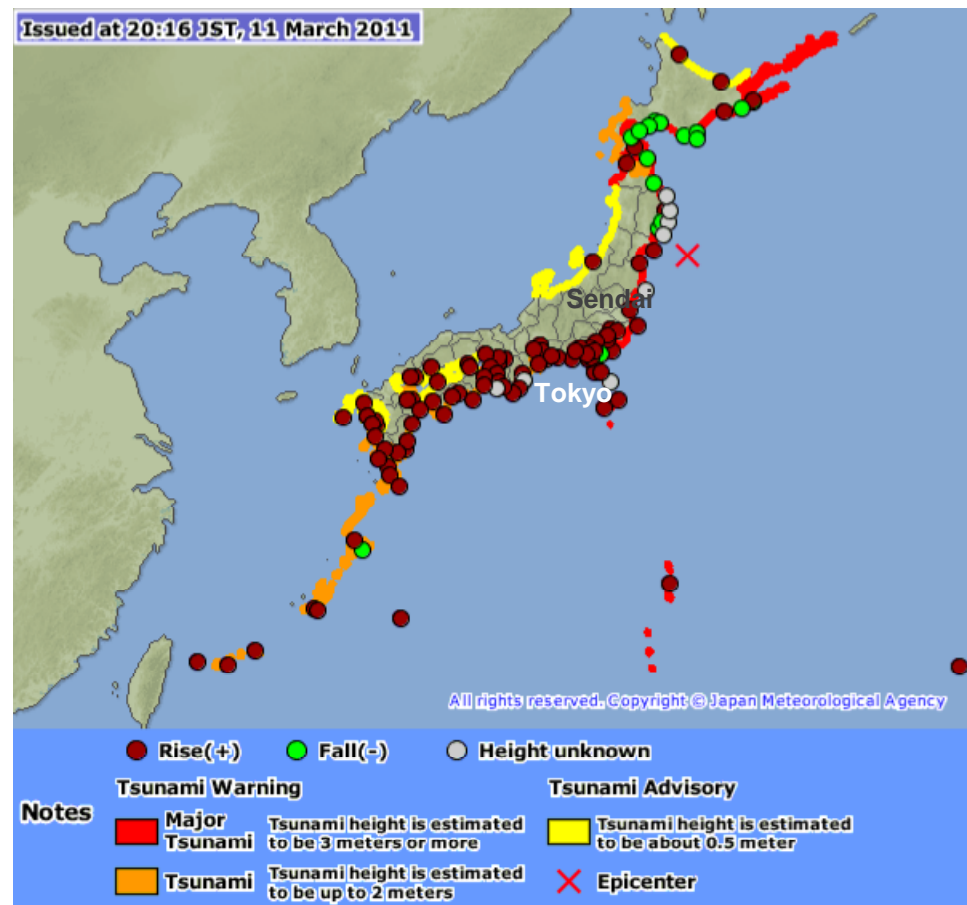 Issued at 20:16 JST, 11 March 2011
Sendai
Tokyo
All rights reserved. Copyright © Japan Meteorological Agency
Rise(+) Fall(-) Height unknown
Notes
Tsunami Warning
Major
Tsunami
Tsunami height is estimated
to be 3 meters or more
Tsunami
Tsunami height is estimated
to be up to 2 meters
Tsunami Advisory
Tsunami height is estimated
to be about 0.5 meter
Epicenter